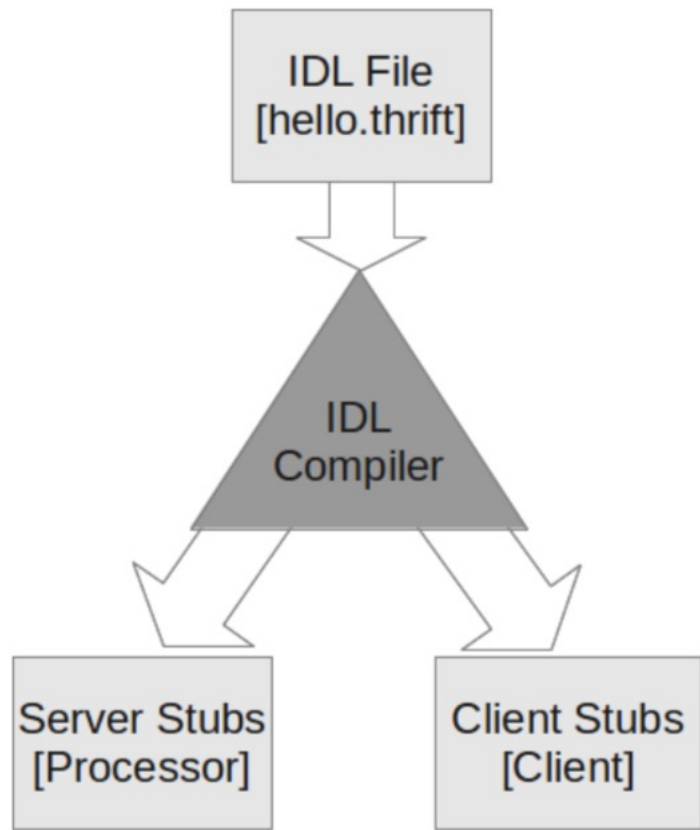 IDL File
[hello.thrift]
IDL
Compiler
Server Stubs
[Processor]
Client Stubs
[Client]